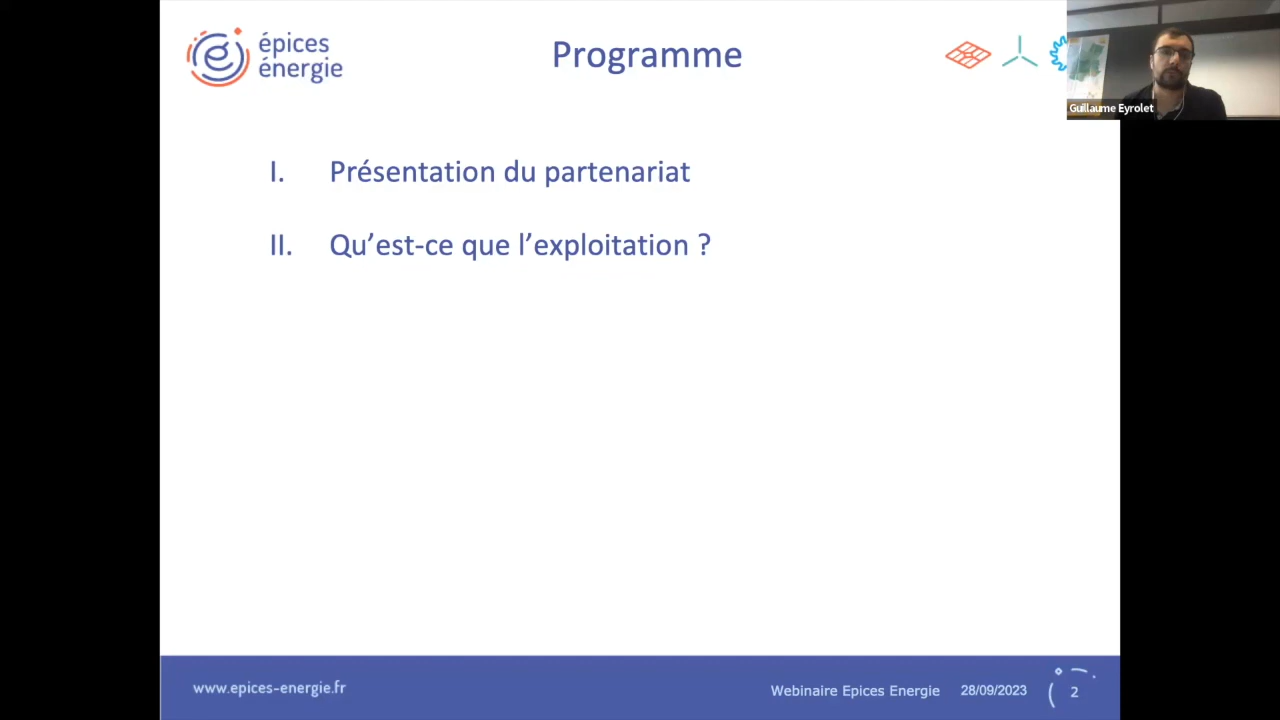 épices
énergie
Programme
Guillaume Eyrolet
I. Présentation du partenariat
II. Qu’est-ce que l’exploitation ?
www.epices-energie.fr
Webinaire Epices Energie 28/09/2023 2